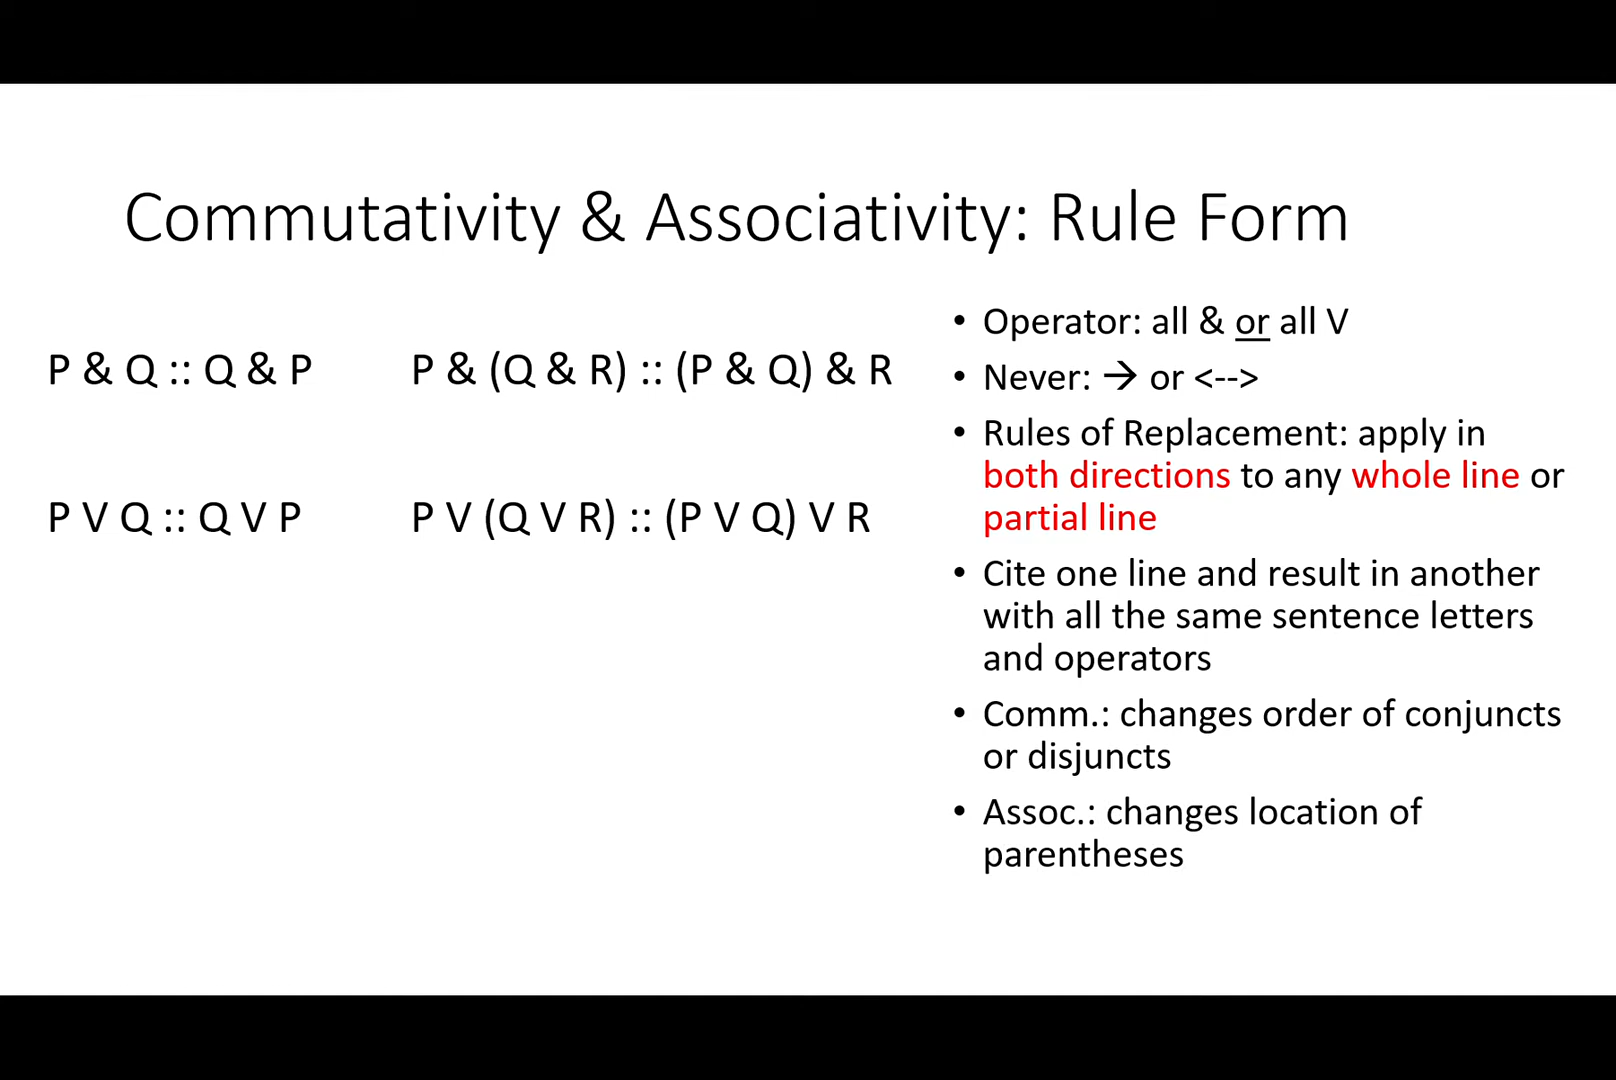 Commutativity & Associativity: Rule Form
P & Q :: Q & P
P & (Q & R) :: (P & Q) & R
P V Q :: Q V P
P V (Q V R) :: (P V Q) V R
• Operator: all & or all V
• Never: → or <-->
• Rules of Replacement: apply in
both directions to any whole line or
partial line
• Cite one line and result in another
with all the same sentence letters
and operators
• Comm.: changes order of conjuncts
or disjuncts
• Assoc.: changes location of
parentheses